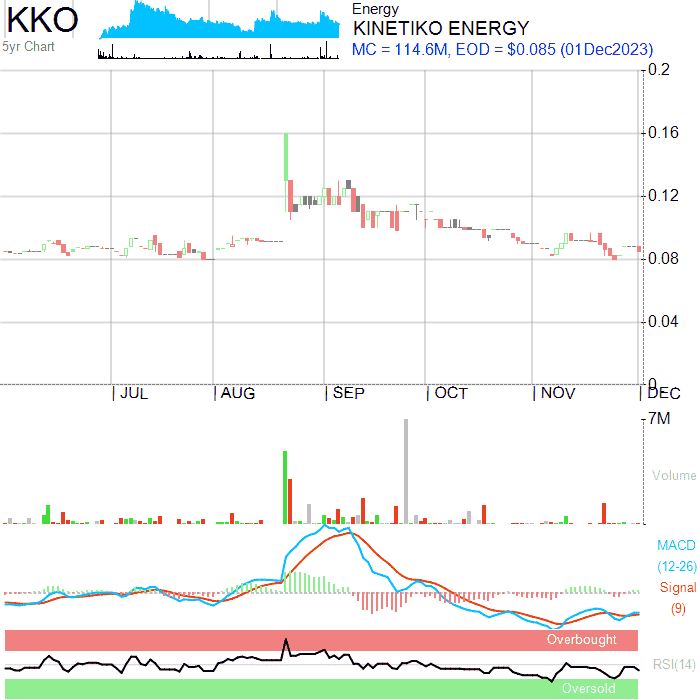 KKO
5yr Chart
Energy
KINETIKO ENERGY
MC = 114.6M, EOD = $0.085 (01Dec2023)
0.2
0.16
0.12
0.08
0.04
0
JUL AUG SEP OCT NOV DEC
7M
Volume
MACD
(12-26)
Signal
(9)
Overbought
RSI(14)
Oversold